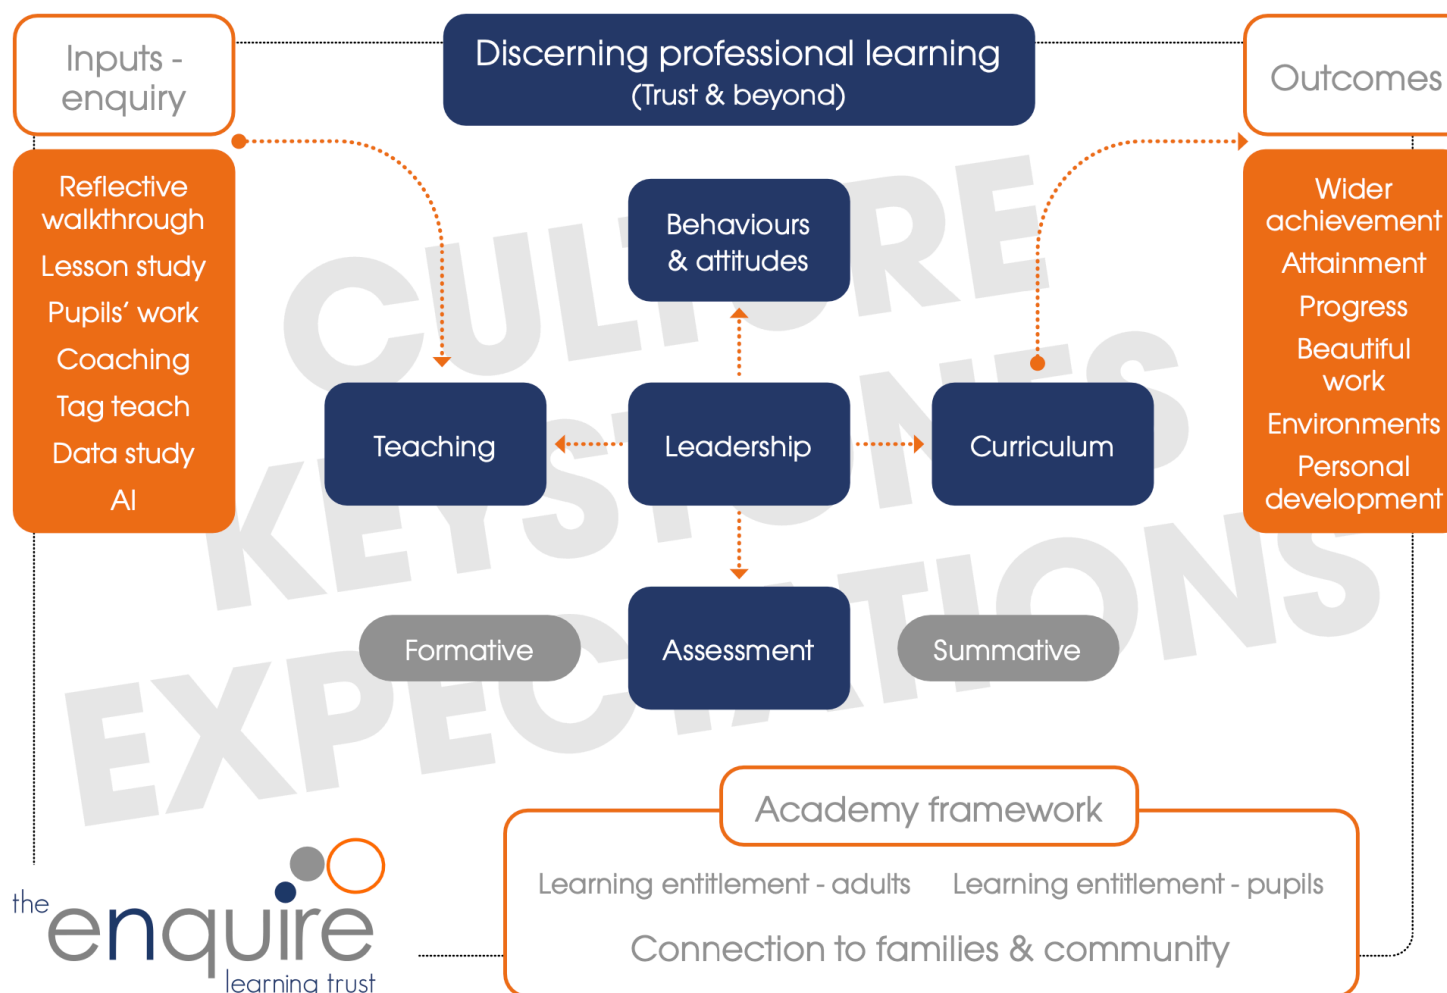 Inputs -
enquiry
Reflective
walkthrough
Lesson study
Pupils’ work
Coaching
Tag teach
Data study
AI
Discerning professional learning
(Trust & beyond)
Behaviours
& attitudes
Teaching
Leadership
Curriculum
Formative
Assessment
Summative
Outcomes
Wider
achievement
Attainment
Progress
Beautiful
work
Environments
Personal
development
CULTURE
KEYSTONES
EXPECTATIONS
Academy framework
Learning entitlement - adults
Learning entitlement - pupils
Connection to families & community
the
enquire
learning trust